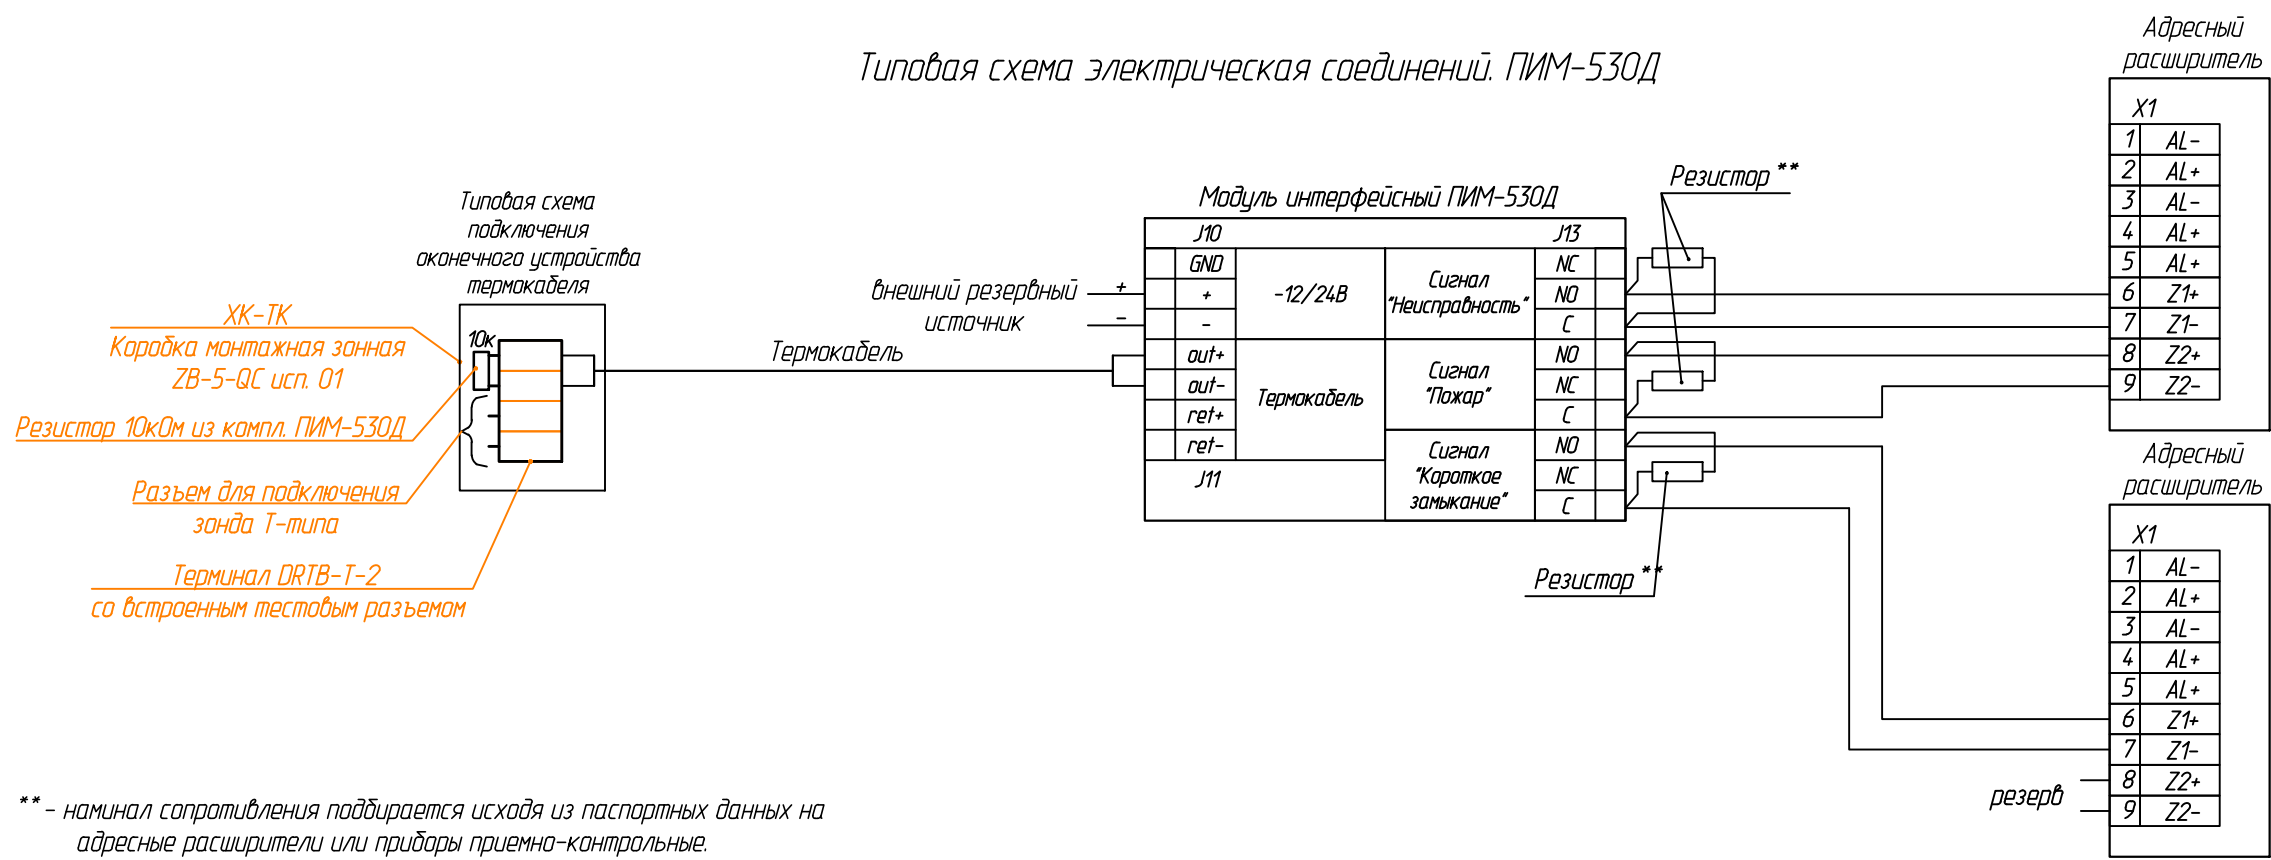 Типовая схема электрическая соединений. ПИМ-530Д
Типовая схема
подключения
оконечного устройства
термокабеля
10к
ХК-ТК
Коробка монтажная зонная
ZB-5-QC исп. 01
Резистор 10кОм из компл. ПИМ-530Д
Разъем для подключения
зонда Т-типа
Терминал DRTB-T-2
со встроенным тестовым разъемом
Термокабель
внешний резервный
источник
+
-
Модуль интерфейсный ПИМ-530Д
J10
GND
+
-
out+
out-
ret+
ret-
J11
-12/24В
Термокабель
Сигнал
"Неисправность"
Сигнал
"Пожар"
Сигнал
"Короткое
замыкание"
J13
NC
NO
C
NO
NC
C
NO
NC
C
Резистор **
Резистор **
Адресный
расширитель
X1
1 AL-
2 AL+
3 AL-
4 AL+
5 AL+
6 Z1+
7 Z1-
8 Z2+
9 Z2-
Адресный
расширитель
X1
1 AL-
2 AL+
3 AL-
4 AL+
5 AL+
6 Z1+
7 Z1-
8 Z2+
9 Z2-
резерв
** - наминал сопротивления подбирается исходя из паспортных данных на
адресные расширители или приборы приемно-контрольные.